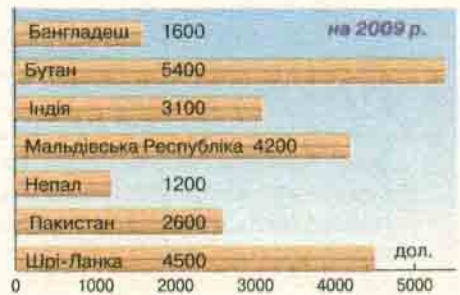 на 2009 р.
Бангладеш 1600
Бутан 5400
Індія 3100
Мальдівська Республіка 4200
Непал 1200
Пакистан 2600
Шрі-Ланка 4500
дол.
0 1000 2000 3000 4000 5000